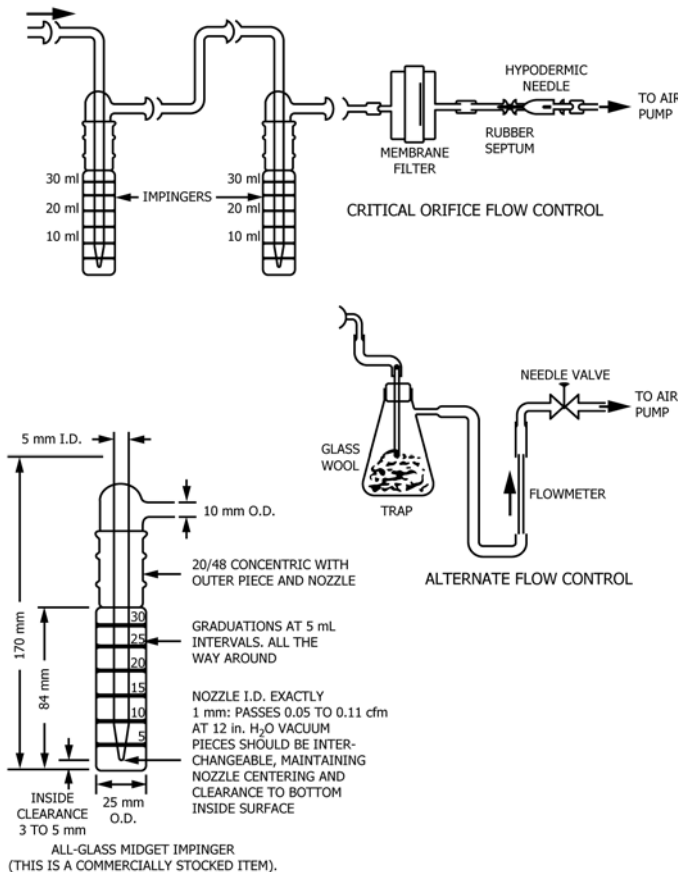 HYPODERMIC
NEEDLE
TO AIR
PUMP
RUBBER
SEPTUM
MEMBRANE
FILTER
30 ml
20 ml
10 ml
IMPINGERS
30 ml
20 ml
10 ml
CRITICAL ORIFICE FLOW CONTROL
NEEDLE VALVE
TO AIR
PUMP
GLASS
WOOL
TRAP
FLOWMETER
ALTERNATE FLOW CONTROL
5 mm I.D.
10 mm O.D.
20/48 CONCENTRIC WITH
OUTER PIECE AND NOZZLE
170 mm
84 mm
30
25
20
15
10
5
GRADUATIONS AT 5 mL
INTERVALS. ALL THE
WAY AROUND
NOZZLE I.D. EXACTLY
1 mm: PASSES 0.05 TO 0.11 cfm
AT 12 in. H₂O VACUUM
PIECES SHOULD BE INTER-
CHANGEABLE, MAINTAINING
NOZZLE CENTERING AND
CLEARANCE TO BOTTOM
INSIDE SURFACE
INSIDE
CLEARANCE
3 TO 5 mm
25 mm
O.D.
ALL-GLASS MIDGET IMPINGER
(THIS IS A COMMERCIALLY STOCKED ITEM).